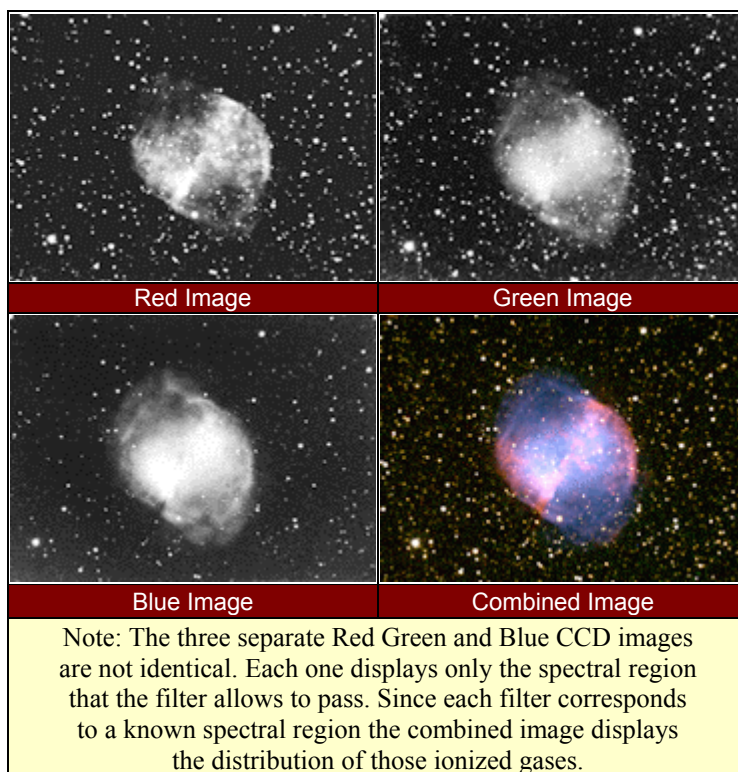 Red Image
Green Image
Blue Image
Combined Image
Note: The three separate Red Green and Blue CCD images
are not identical. Each one displays only the spectral region
that the filter allows to pass. Since each filter corresponds
to a known spectral region the combined image displays
the distribution of those ionized gases.